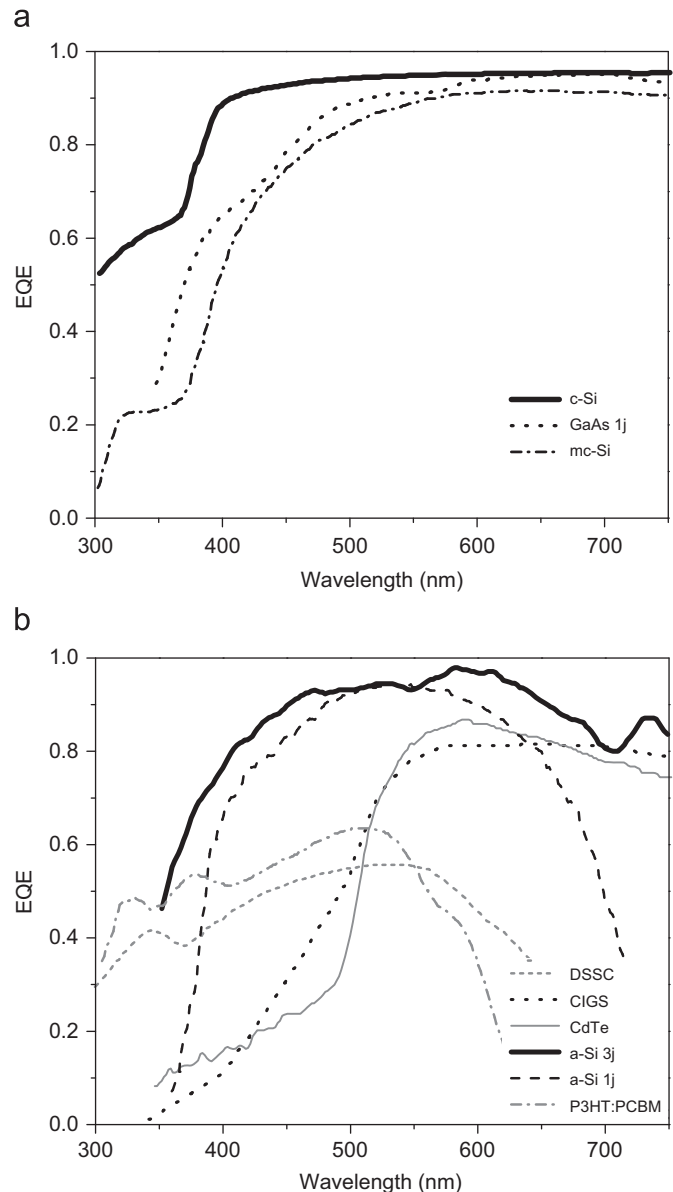 a
1.0
0.8
0.6
0.4
0.2
0.0
EQE
c-Si
GaAs 1j
mc-Si
300 400 500 600 700
Wavelength (nm)
b
1.0
0.8
0.6
0.4
0.2
0.0
EQE
DSSC
CIGS
CdTe
a-Si 3j
a-Si 1j
P3HT:PCBM
300 400 500 600 700
Wavelength (nm)